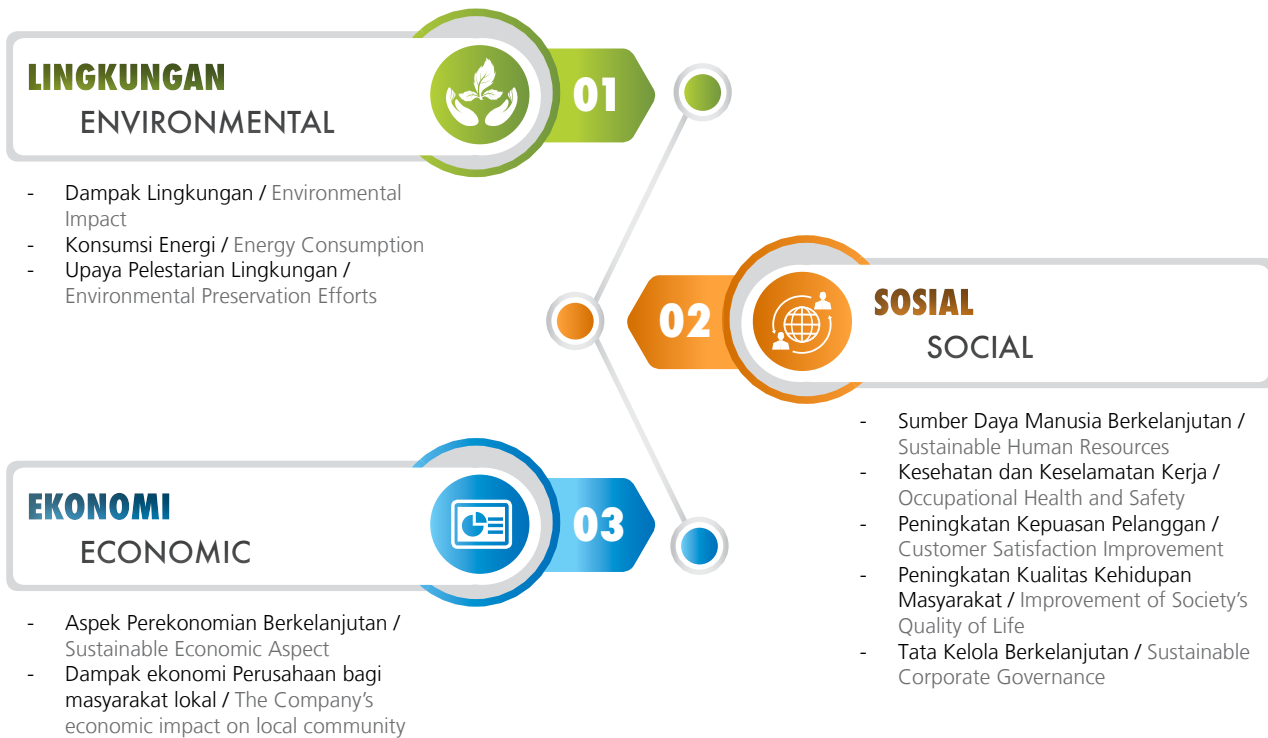 LINGKUNGAN
ENVIRONMENTAL
01
- Dampak Lingkungan / Environmental
Impact
- Konsumsi Energi / Energy Consumption
- Upaya Pelestarian Lingkungan /
Environmental Preservation Efforts
02
SOSIAL
SOCIAL
- Sumber Daya Manusia Berkelanjutan /
Sustainable Human Resources
- Kesehatan dan Keselamatan Kerja /
Occupational Health and Safety
- Peningkatan Kepuasan Pelanggan /
Customer Satisfaction Improvement
- Peningkatan Kualitas Kehidupan
Masyarakat / Improvement of Society’s
Quality of Life
- Tata Kelola Berkelanjutan / Sustainable
Corporate Governance
EKONOMI
ECONOMIC
03
- Aspek Perekonomian Berkelanjutan /
Sustainable Economic Aspect
- Dampak ekonomi Perusahaan bagi
masyarakat lokal / The Company’s
economic impact on local community